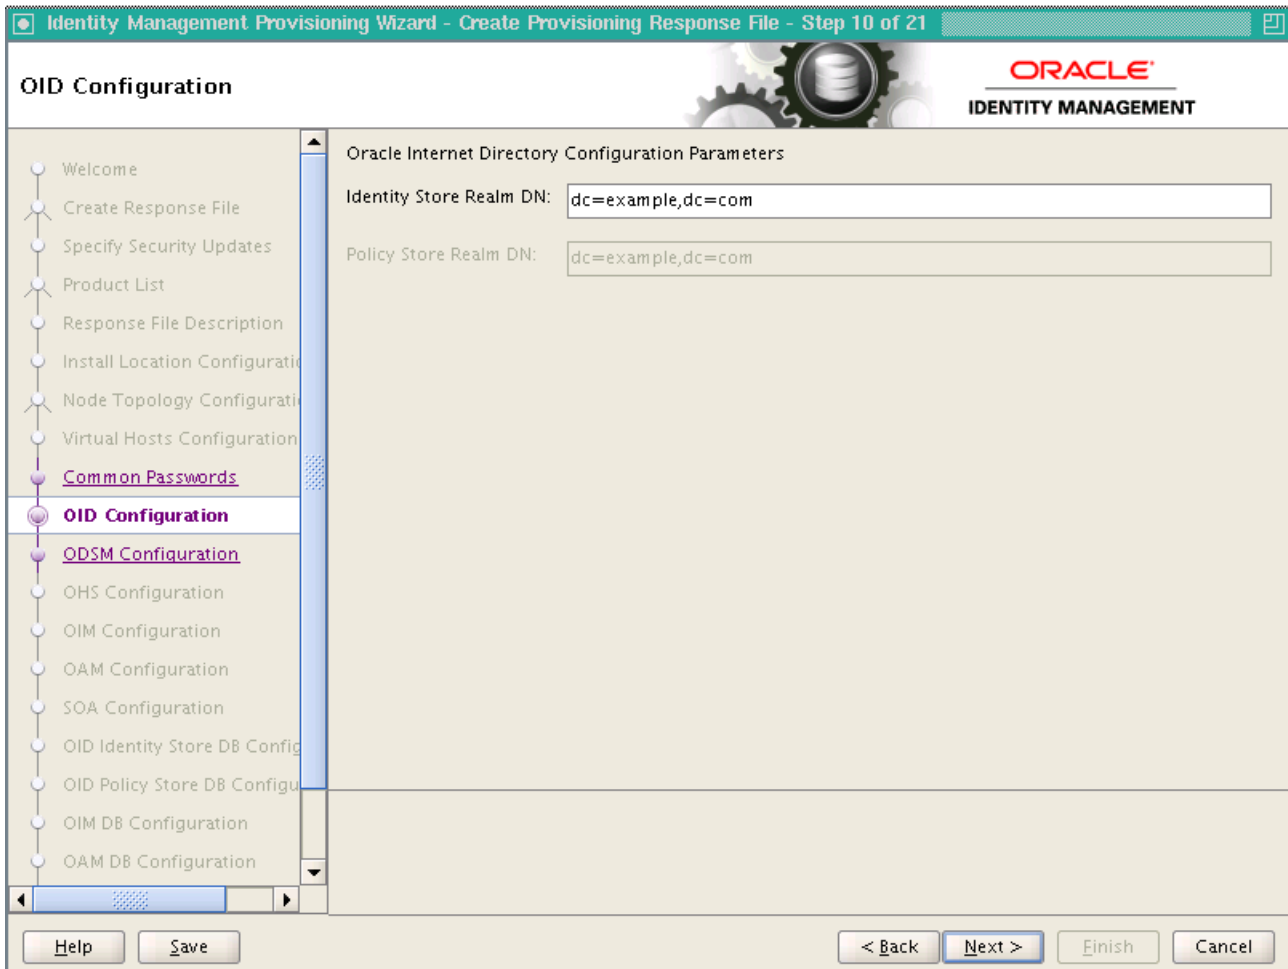 Identity Management Provisioning Wizard - Create Provisioning Response File - Step 10 of 21
OID Configuration
ORACLE
IDENTITY MANAGEMENT
Welcome
Create Response File
Specify Security Updates
Product List
Response File Description
Install Location Configuratio
Node Topology Configurati
Virtual Hosts Configuration
Common Passwords
OID Configuration
ODSM Configuration
OHS Configuration
OIM Configuration
OAM Configuration
SOA Configuration
OID Identity Store DB Config
OID Policy Store DB Configu
OIM DB Configuration
OAM DB Configuration
Oracle Internet Directory Configuration Parameters
Identity Store Realm DN: dc=example,dc=com
Policy Store Realm DN: dc=example,dc=com
Help Save < Back Next > Finish Cancel